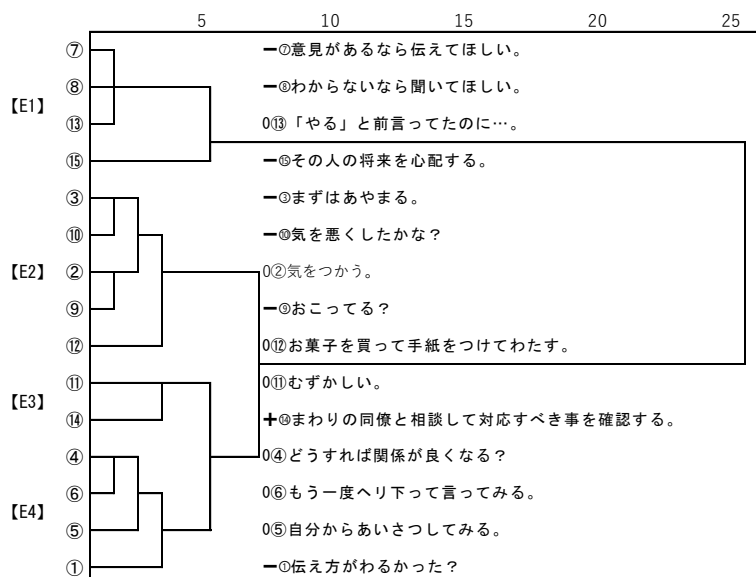 5 10 15 20 25
⑦ ー⑦意見があるなら伝えてほしい。
【E1】
⑧ ー⑧わからないなら聞いてほしい。
⑬ 0⑬「やる」と前言ってたのに…。
⑮ ー⑮その人の将来を心配する。
③ ー③まずはあやまる。
⑩ ー⑩気を悪くしたかな？
【E2】
② 0②気をつかう。
⑨ ー⑨おこってる？
⑫ 0⑫お菓子を買って手紙をつけてわたす。
⑪ 0⑪むずかしい。
【E3】
⑭ +⑭まわりの同僚と相談して対応すべき事を確認する。
④ 0④どうすれば関係が良くなる？
⑥ 0⑥もう一度ヘリ下って言ってみる。
【E4】
⑤ 0⑤自分からあいさつしてみる。
① ー①伝え方がわるかった？